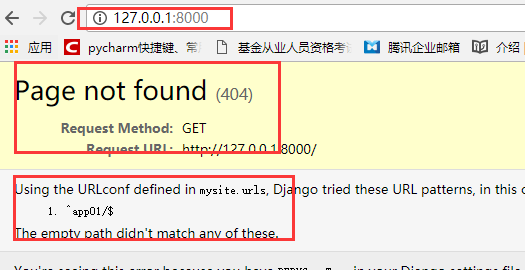 127.0.0.1:8000
应用 pycharm快捷键、常 基金从业人员资格考 腾讯企业邮箱 介绍
Page not found (404)
Request Method: GET
Request URL: http://127.0.0.1:8000/
Using the URLconf defined in mysite.urls, Django tried these URL patterns, in this o
1. ^app01/$
The empty path didn't match any of these.
You're seeing this error because you have in your Django settings file